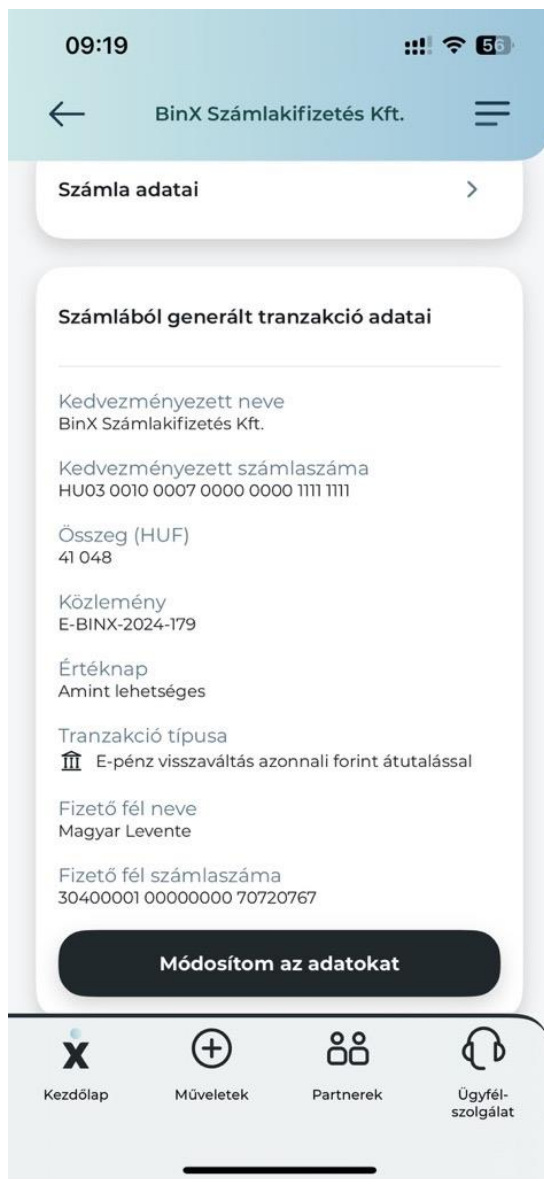 09:19
56
BinX Számlakifizetés Kft.
Számla adatai
Számlából generált tranzakció adatai
Kedvezményezett neve
BinX Számlakifizetés Kft.
Kedvezményezett számlaszáma
HU03 0010 0007 0000 0000 1111 1111
Összeg (HUF)
41 048
Közlemény
E-BINX-2024-179
Értéknap
Amint lehetséges
Tranzakció típusa
E-pénz visszaváltás azonnali forint átutalással
Fizető fél neve
Magyar Levente
Fizető fél számlaszáma
30400001 00000000 70720767
Módosítom az adatokat
Kezdőlap
Műveletek
Partnerek
Ügyfél-
szolgálat